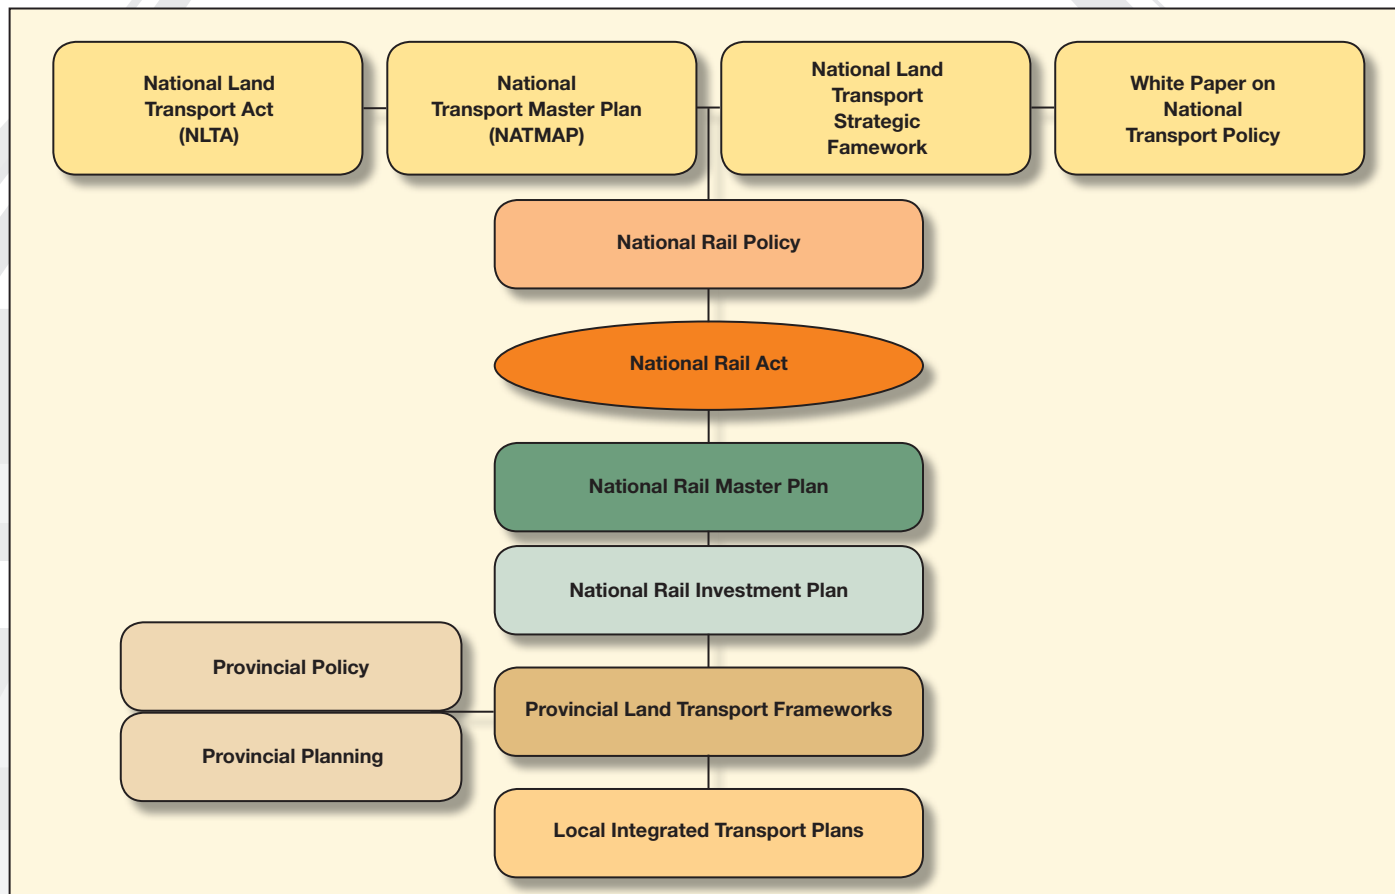 National Land
Transport Act
(NLTA)
National
Transport Master Plan
(NATMAP)
National Land
Transport
Strategic
Famework
White Paper on
National
Transport Policy
National Rail Policy
National Rail Act
National Rail Master Plan
National Rail Investment Plan
Provincial Policy
Provincial Land Transport Frameworks
Provincial Planning
Local Integrated Transport Plans